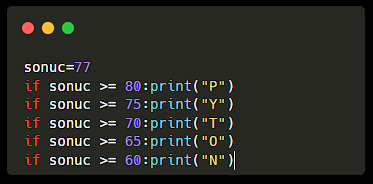 sonuc=77
if sonuc >= 80:print("P")
if sonuc >= 75:print("Y")
if sonuc >= 70:print("T")
if sonuc >= 65:print("O")
if sonuc >= 60:print("N")